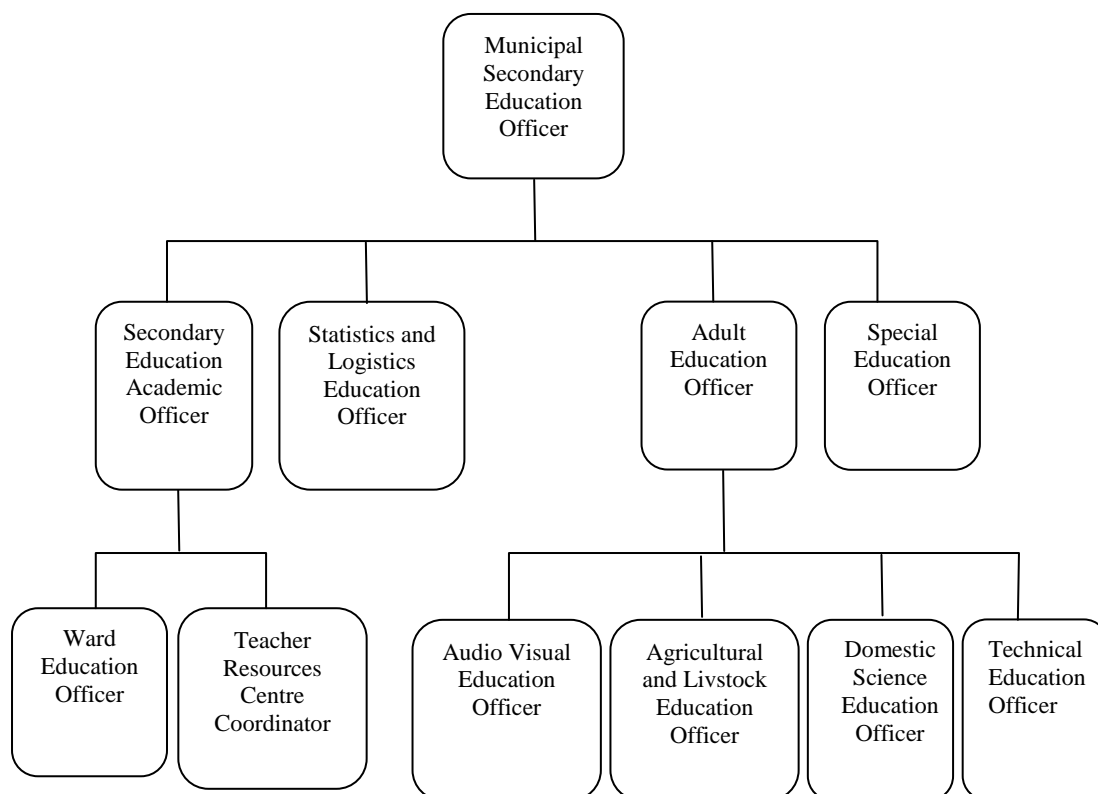 Municipal
Secondary
Education
Officer
Secondary
Education
Academic
Officer
Statistics and
Logistics
Education
Officer
Adult
Education
Officer
Special
Education
Officer
Ward
Education
Officer
Teacher
Resources
Centre
Coordinator
Audio Visual
Education
Officer
Agricultural
and Livstock
Education
Officer
Domestic
Science
Education
Officer
Technical
Education
Officer